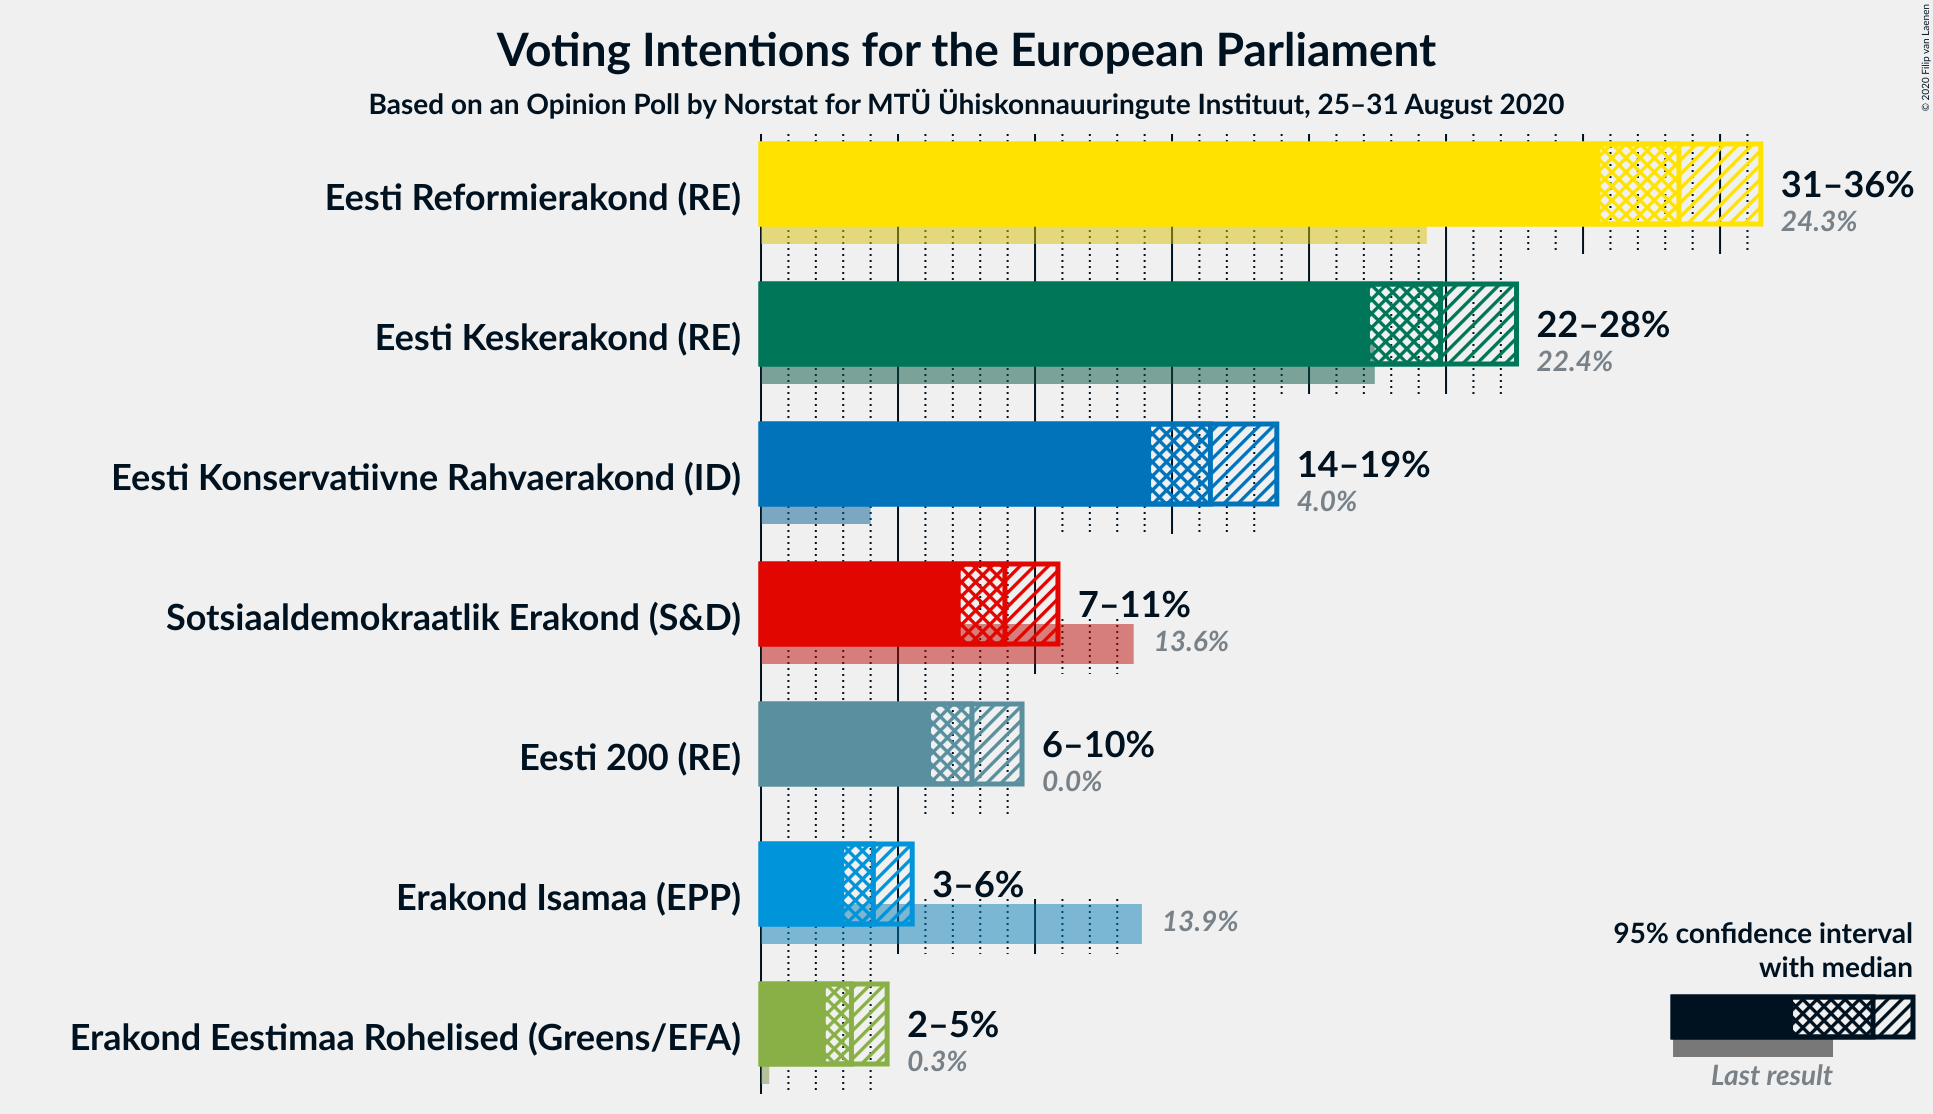 Voting Intentions for the European Parliament
Based on an Opinion Poll by Norstat for MTÜ Ühiskonnauuringute Instituut, 25–31 August 2020
© 2020 Filip van Laenen
Eesti Reformierakond (RE)
31–36%
24.3%
Eesti Keskerakond (RE)
22–28%
22.4%
Eesti Konservatiivne Rahvaerakond (ID)
14–19%
4.0%
Sotsiaaldemokraatlik Erakond (S&D)
7–11%
13.6%
Eesti 200 (RE)
6–10%
0.0%
Erakond Isamaa (EPP)
3–6%
13.9%
Erakond Eestimaa Rohelised (Greens/EFA)
2–5%
0.3%
95% confidence interval
with median
Last result